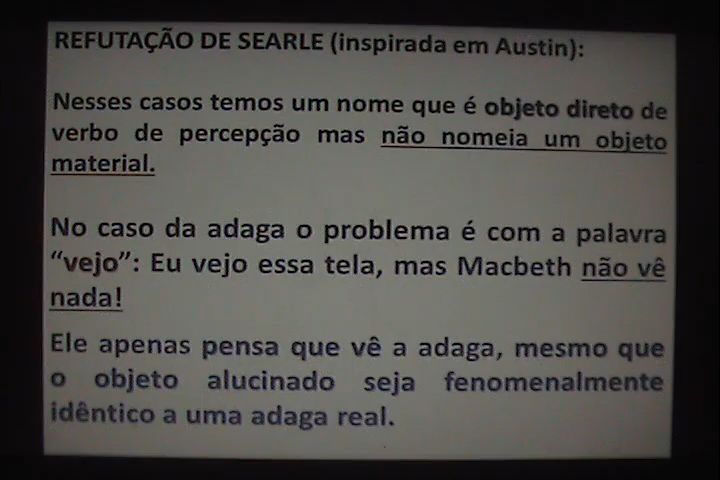 REFUTAÇÃO DE SEARLE (inspirada em Austin):
Nesses casos temos um nome que é objeto direto de
verbo de percepção mas não nomeia um objeto
material.
No caso da adaga o problema é com a palavra
“vejo”: Eu vejo essa tela, mas Macbeth não vê
nada!
Ele apenas pensa que vê a adaga, mesmo que
o objeto alucinado seja fenomenalmente
idêntico a uma adaga real.